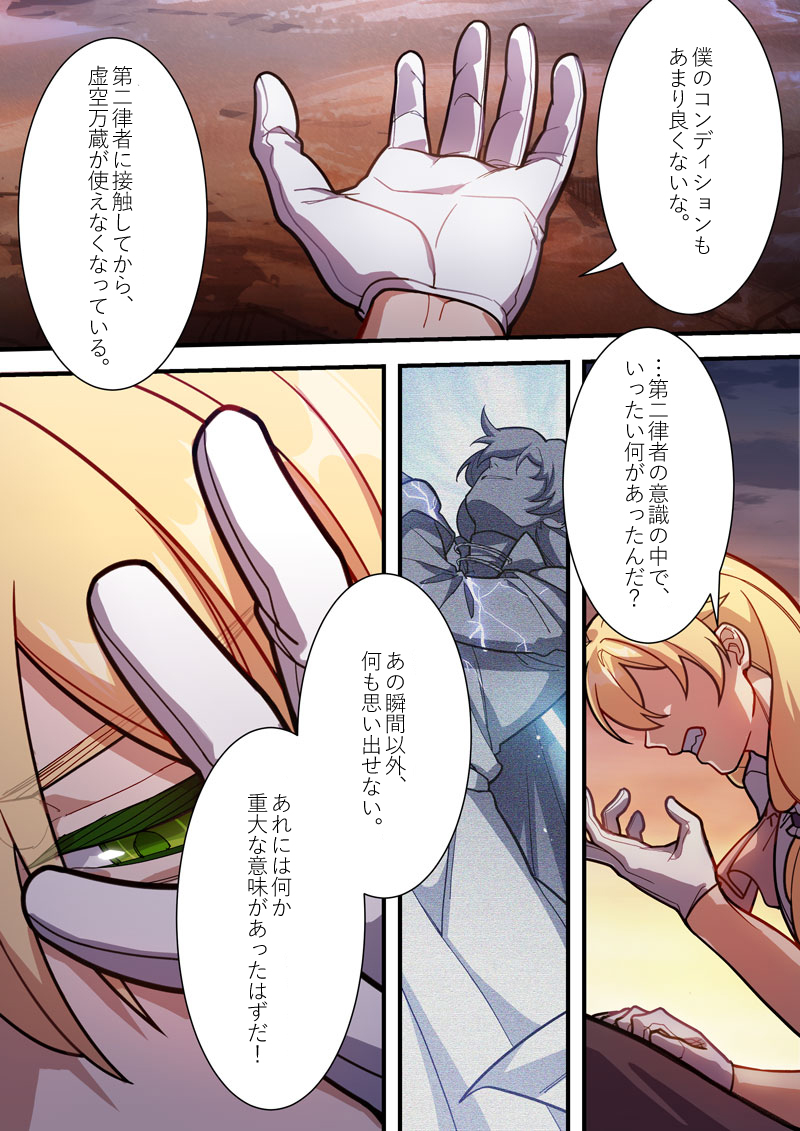 僕のコンディションも
あまり良くないな。
第二律者に接触してから、
虚空万蔵が使えなくなっている。
…第二律者の意識の中で、
いったい何があったんだ？
あの瞬間以外、
何も思い出せない。
あれには何か
重大な意味があったはずだ！